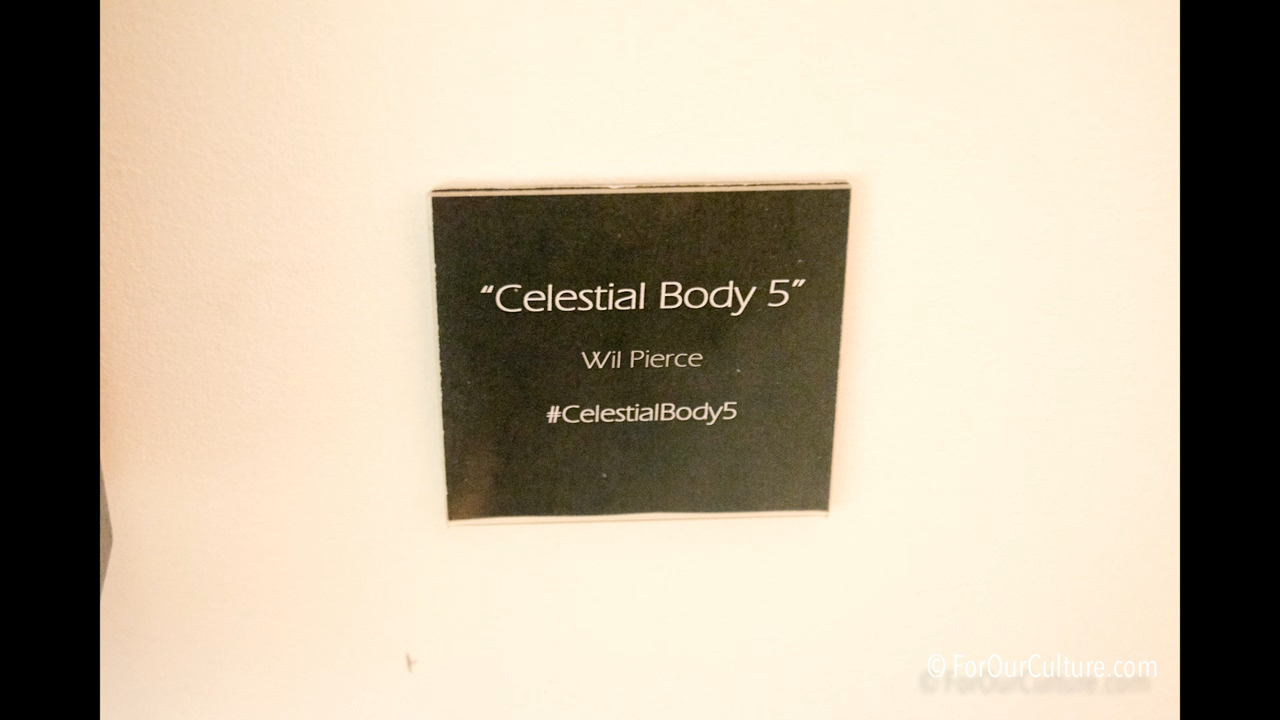 “Celestial Body 5”
Wil Pierce
#CelestialBody5
© ForOurCulture.com